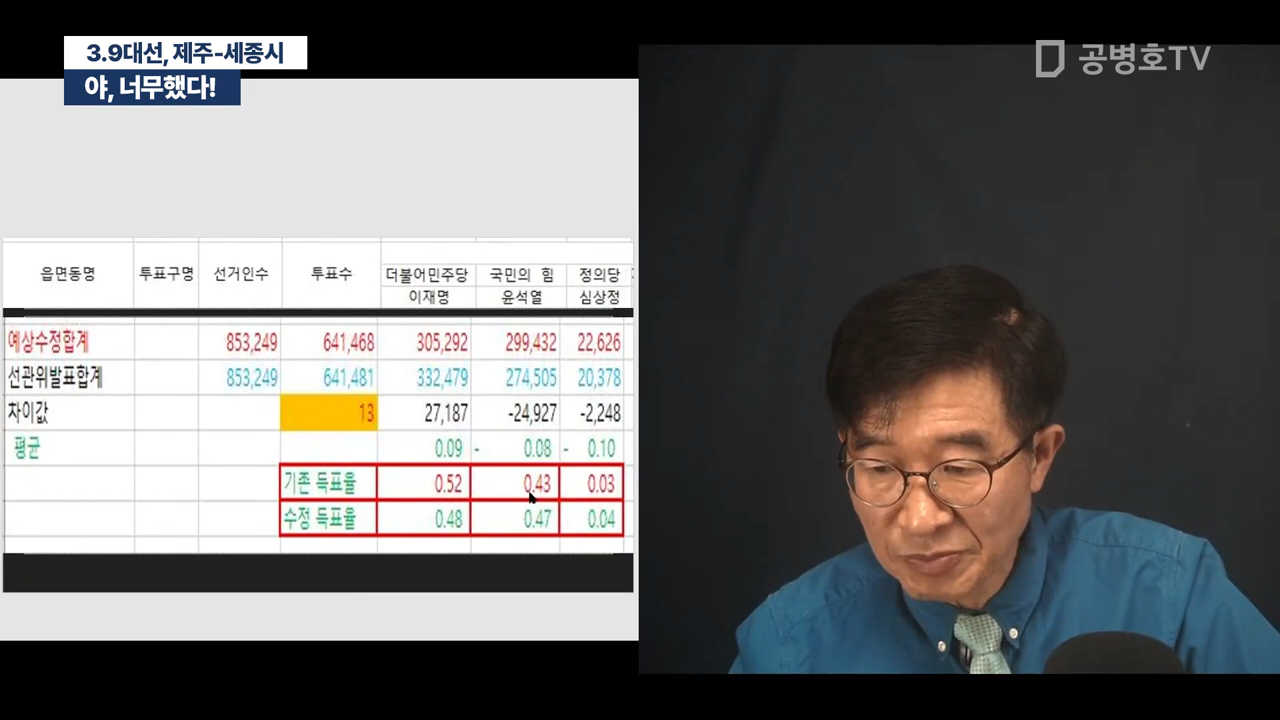 3.9대선, 제주-세종시
야, 너무했다!
공병호TV
읍면동명 투표구명 선거인수 투표수 더불어민주당 국민의 힘 정의당
이재명 윤석열 심상정
예상수정합계 853,249 641,468 305,292 299,432 22,626
선관위발표합계 853,249 641,481 332,479 274,505 20,378
차이값 13 27,187 -24,927 -2,248
평균 0.09 - 0.08 - 0.10
기존 득표율 0.52 0.43 0.03
수정 득표율 0.48 0.47 0.04